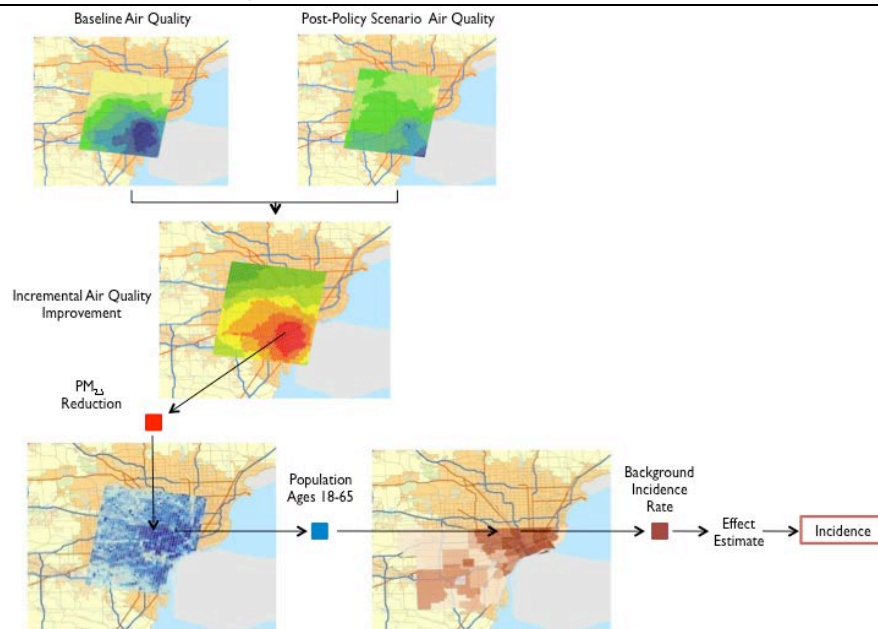 Baseline Air Quality
Post-Policy Scenario Air Quality
Incremental Air Quality
Improvement
PM2.5
Reduction
Population
Ages 18-65
Background
Incidence
Rate
Effect
Estimate
Incidence